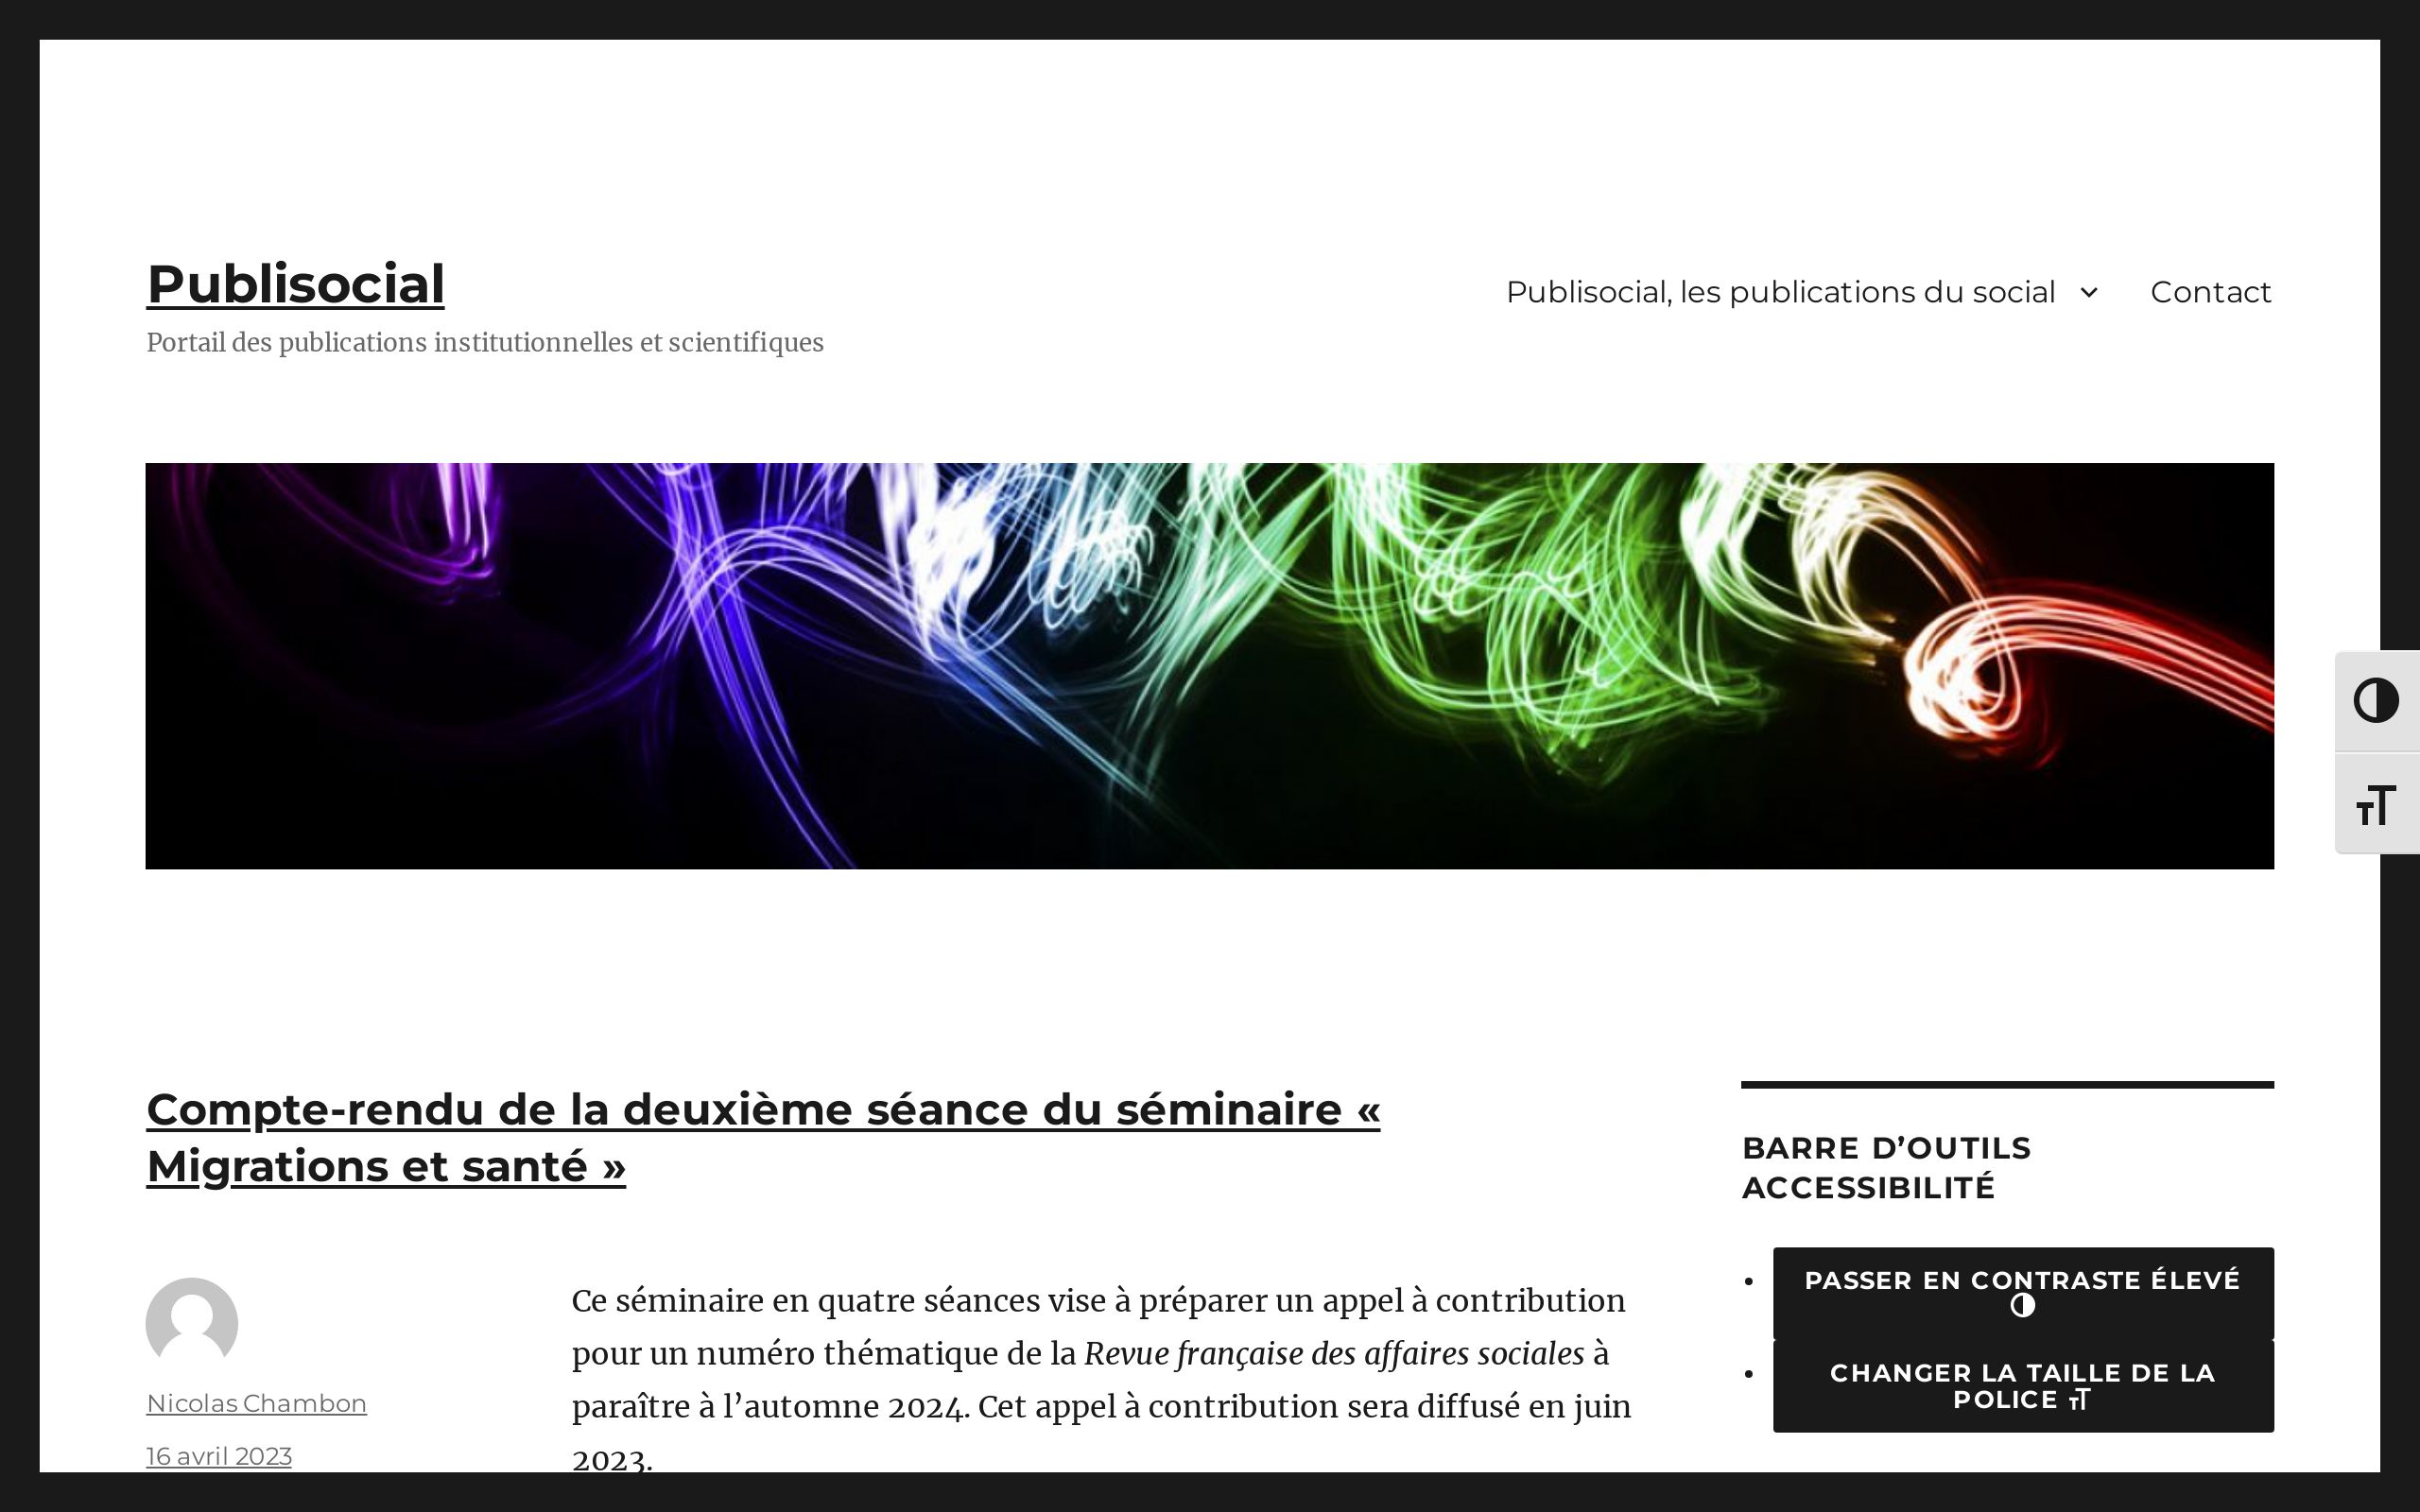 Publisocial
Portail des publications institutionnelles et scientifiques
Publisocial, les publications du social
Contact
Compte-rendu de la deuxième séance du séminaire «
Migrations et santé »
Nicolas Chambon
16 avril 2023
Ce séminaire en quatre séances vise à préparer un appel à contribution
pour un numéro thématique de la Revue française des affaires sociales à
paraître à l’automne 2024. Cet appel à contribution sera diffusé en juin
2023.
BARRE D’OUTILS
ACCESSIBILITÉ
PASSER EN CONTRASTE ÉLEVÉ
CHANGER LA TAILLE DE LA
POLICE